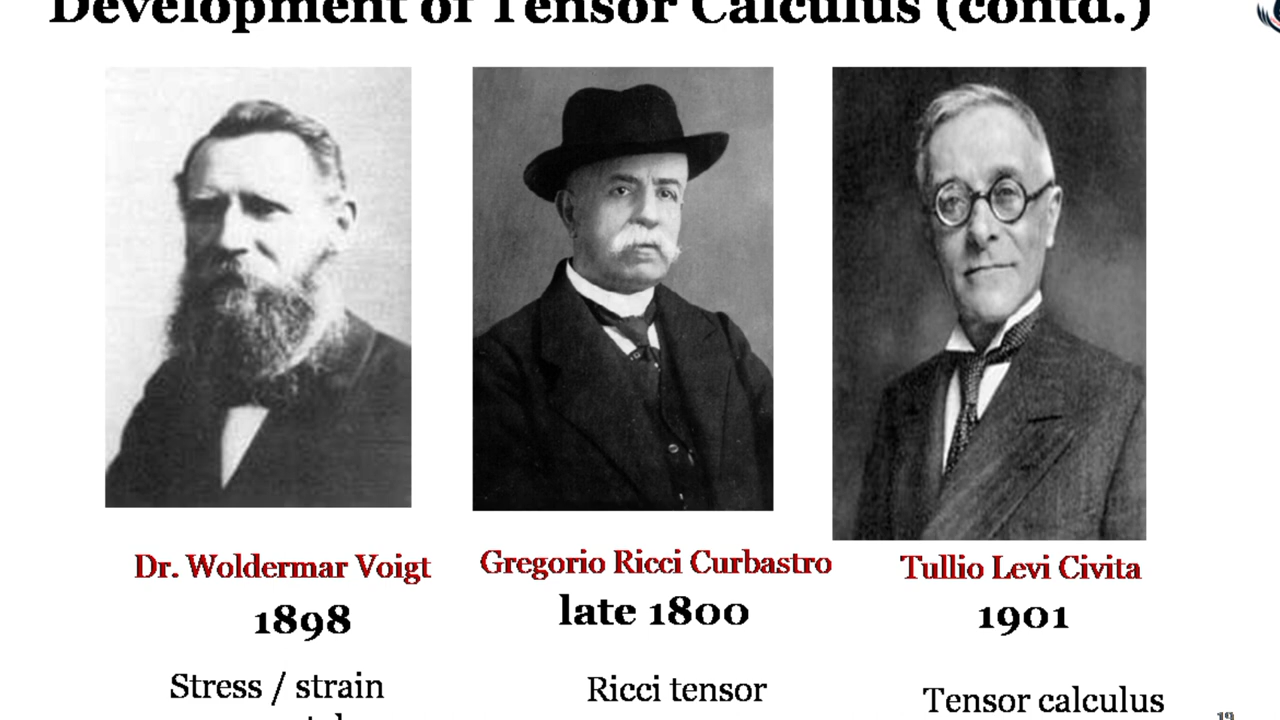 Development of Tensor Calculus (contd.)
Dr. Woldermar Voigt
1898
Stress / strain
Gregorio Ricci Curbastro
late 1800
Ricci tensor
Tullio Levi Civita
1901
Tensor calculus